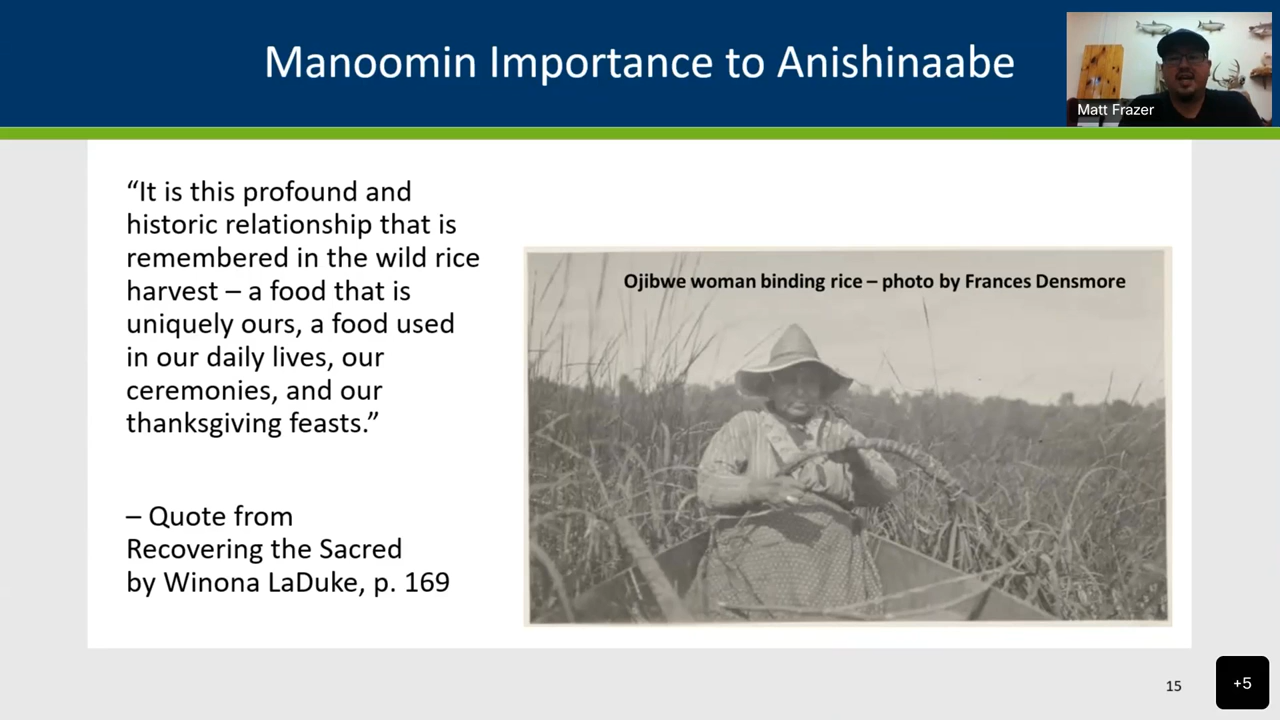 Manoomin Importance to Anishinaabe
Matt Frazer
“It is this profound and
historic relationship that is
remembered in the wild rice
harvest – a food that is
uniquely ours, a food used
in our daily lives, our
ceremonies, and our
thanksgiving feasts.”
– Quote from
Recovering the Sacred
by Winona LaDuke, p. 169
Ojibwe woman binding rice – photo by Frances Densmore
15
+5